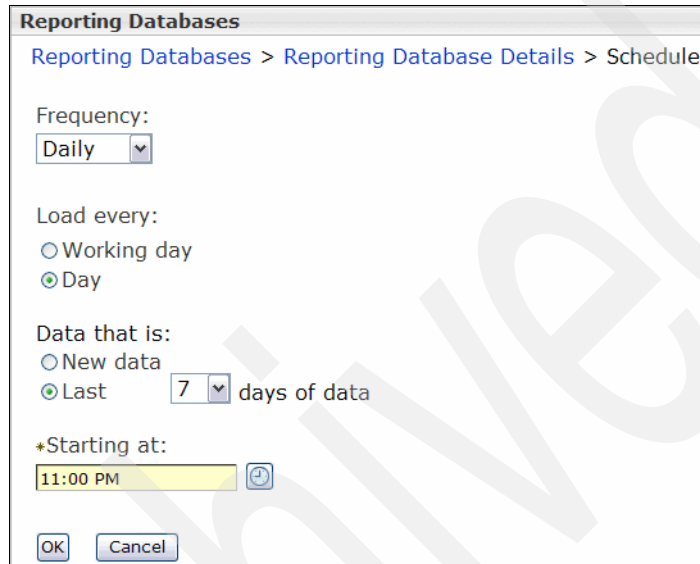 Reporting Databases
Reporting Databases > Reporting Database Details > Schedule
Frequency:
Daily
Load every:
Working day
Day
Data that is:
New data
Last 7 days of data
*Starting at:
11:00 PM
OK Cancel